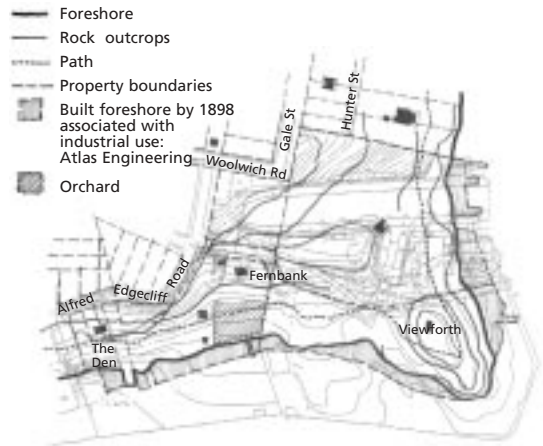 Foreshore
Rock outcrops
Path
Property boundaries
Built foreshore by 1898
associated with
industrial use:
Atlas Engineering
Orchard
Hunter St
Gale St
Woolwich Rd
Road
Fernbank
Edgecliff
Alfred
Viewforth
The
Den